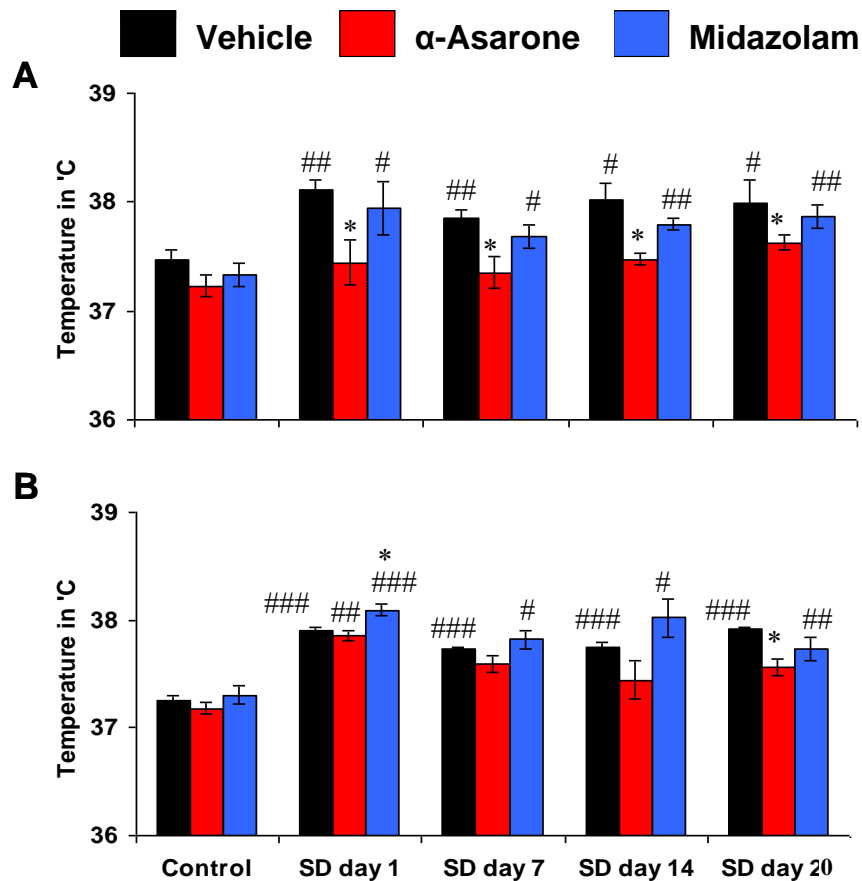 Vehicle α-Asarone Midazolam
A
39
## # ## # # ## # ##
38
* * * *
37
36
Temperature in 'C
B
39
*
### ## ### ### # ### # ### * ##
38
37
36
Temperature in 'C
Control SD day 1 SD day 7 SD day 14 SD day 20